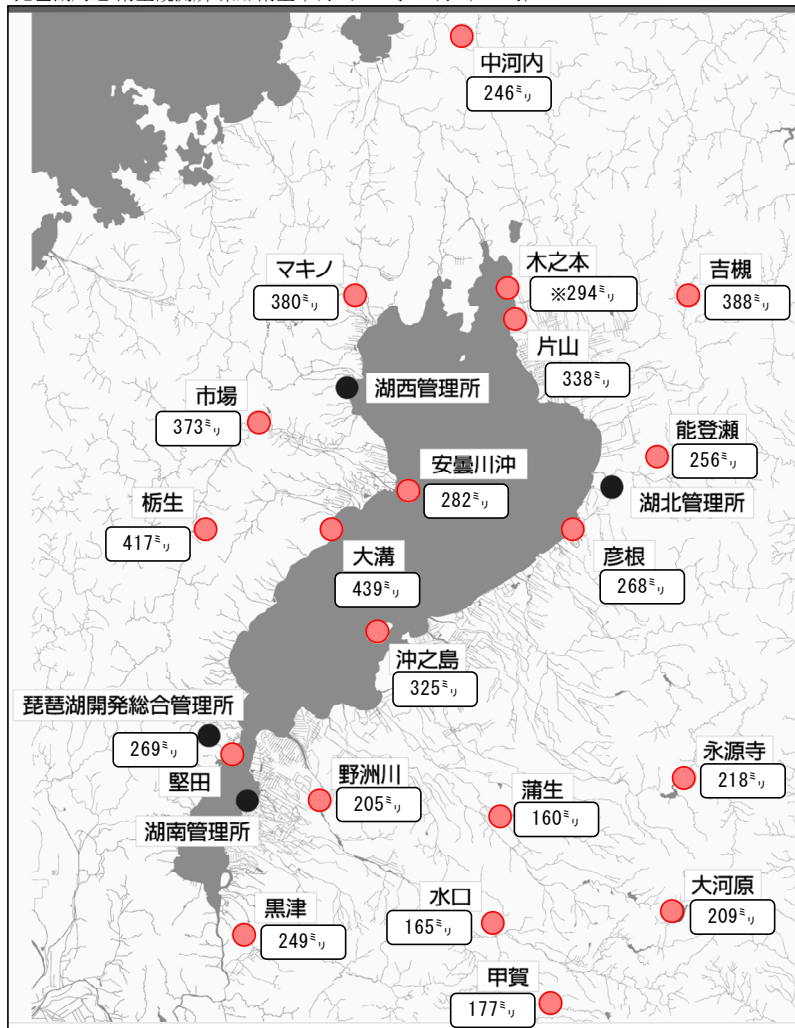 中河内
246ミリ
マキノ
380ミリ
木之本
※294ミリ
吉槻
388ミリ
片山
338ミリ
湖西管理所
市場
373ミリ
能登瀬
256ミリ
安曇川沖
282ミリ
湖北管理所
栃生
417ミリ
大溝
439ミリ
彦根
268ミリ
沖之島
325ミリ
琵琶湖開発総合管理所
269ミリ
堅田
湖南管理所
野洲川
205ミリ
蒲生
160ミリ
永源寺
218ミリ
黒津
249ミリ
水口
165ミリ
大河原
209ミリ
甲賀
177ミリ